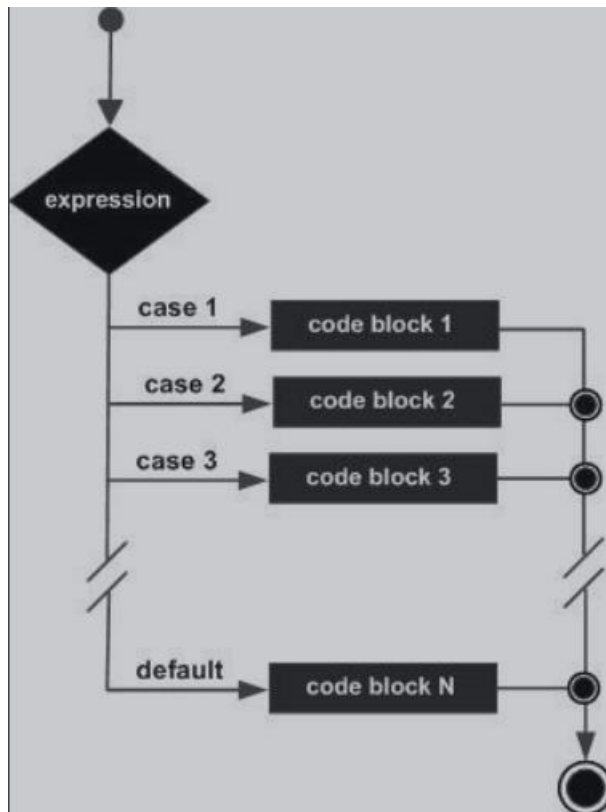 expression
case 1
code block 1
case 2
code block 2
case 3
code block 3
default
code block N